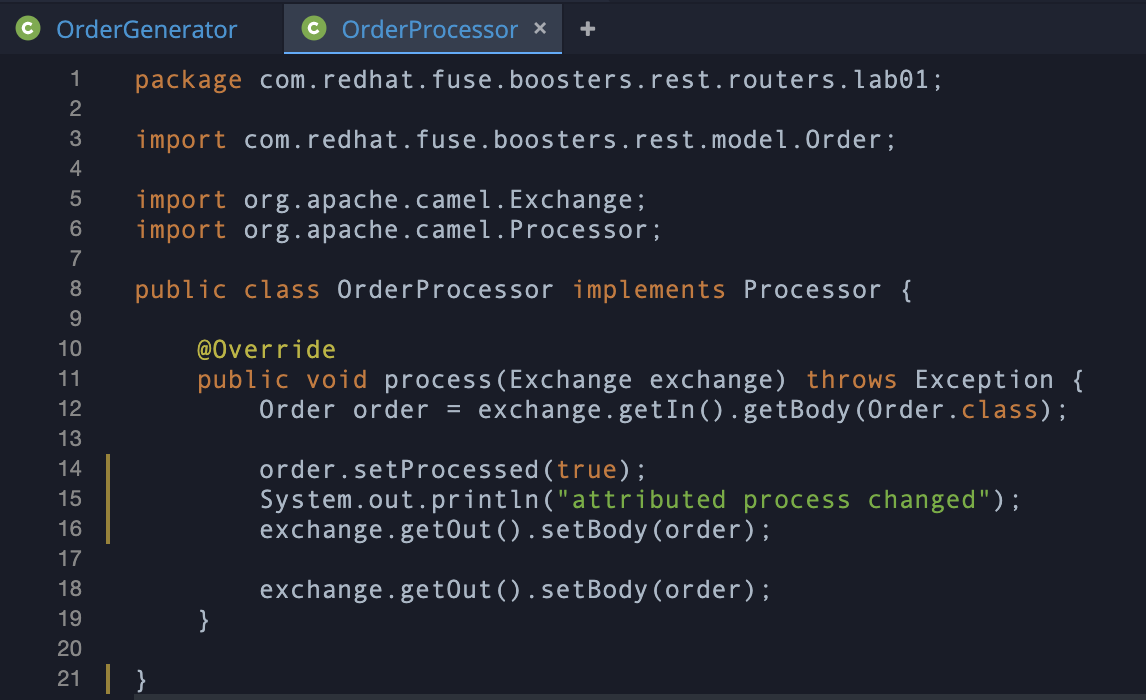 C OrderGenerator C OrderProcessor × +
1 package com.redhat.fuse.boosters.rest.routers.lab01;
2
3 import com.redhat.fuse.boosters.rest.model.Order;
4
5 import org.apache.camel.Exchange;
6 import org.apache.camel.Processor;
7
8 public class OrderProcessor implements Processor {
9
10     @Override
11     public void process(Exchange exchange) throws Exception {
12         Order order = exchange.getIn().getBody(Order.class);
13
14         order.setProcessed(true);
15         System.out.println("attributed process changed");
16         exchange.getOut().setBody(order);
17
18         exchange.getOut().setBody(order);
19     }
20
21 }